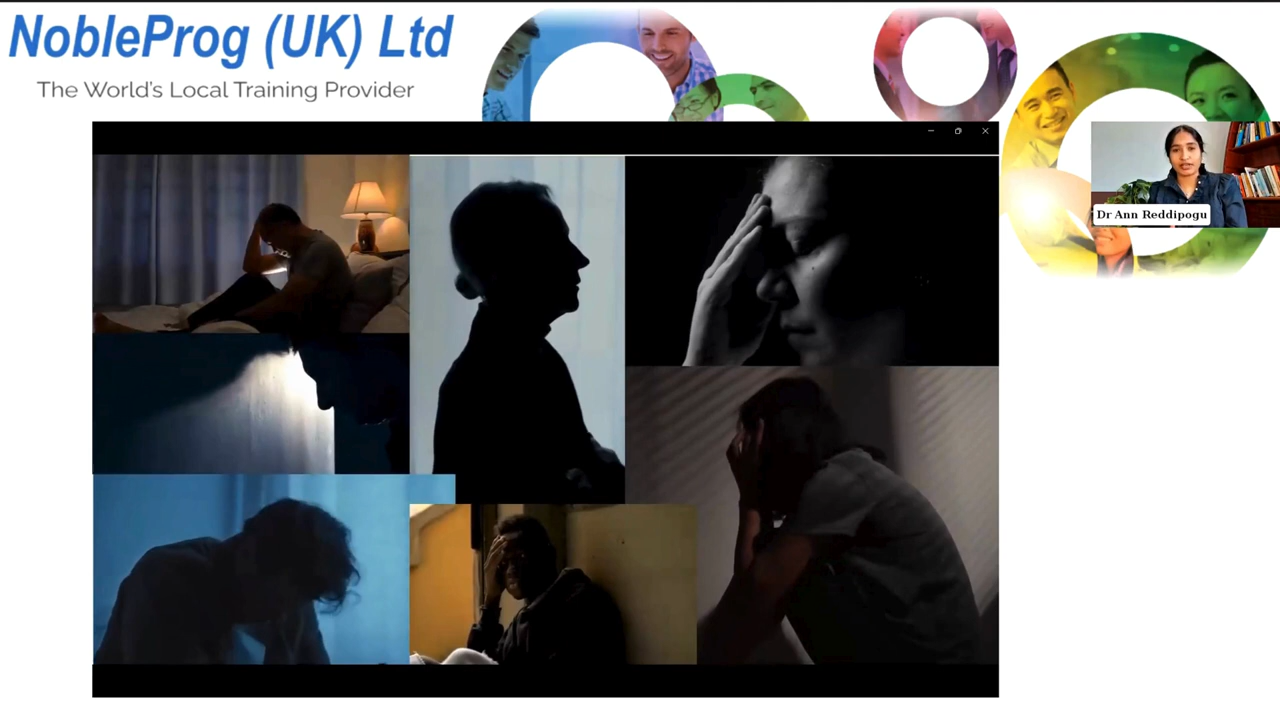 NobleProg (UK) Ltd
The World's Local Training Provider
Dr Ann Reddipogu